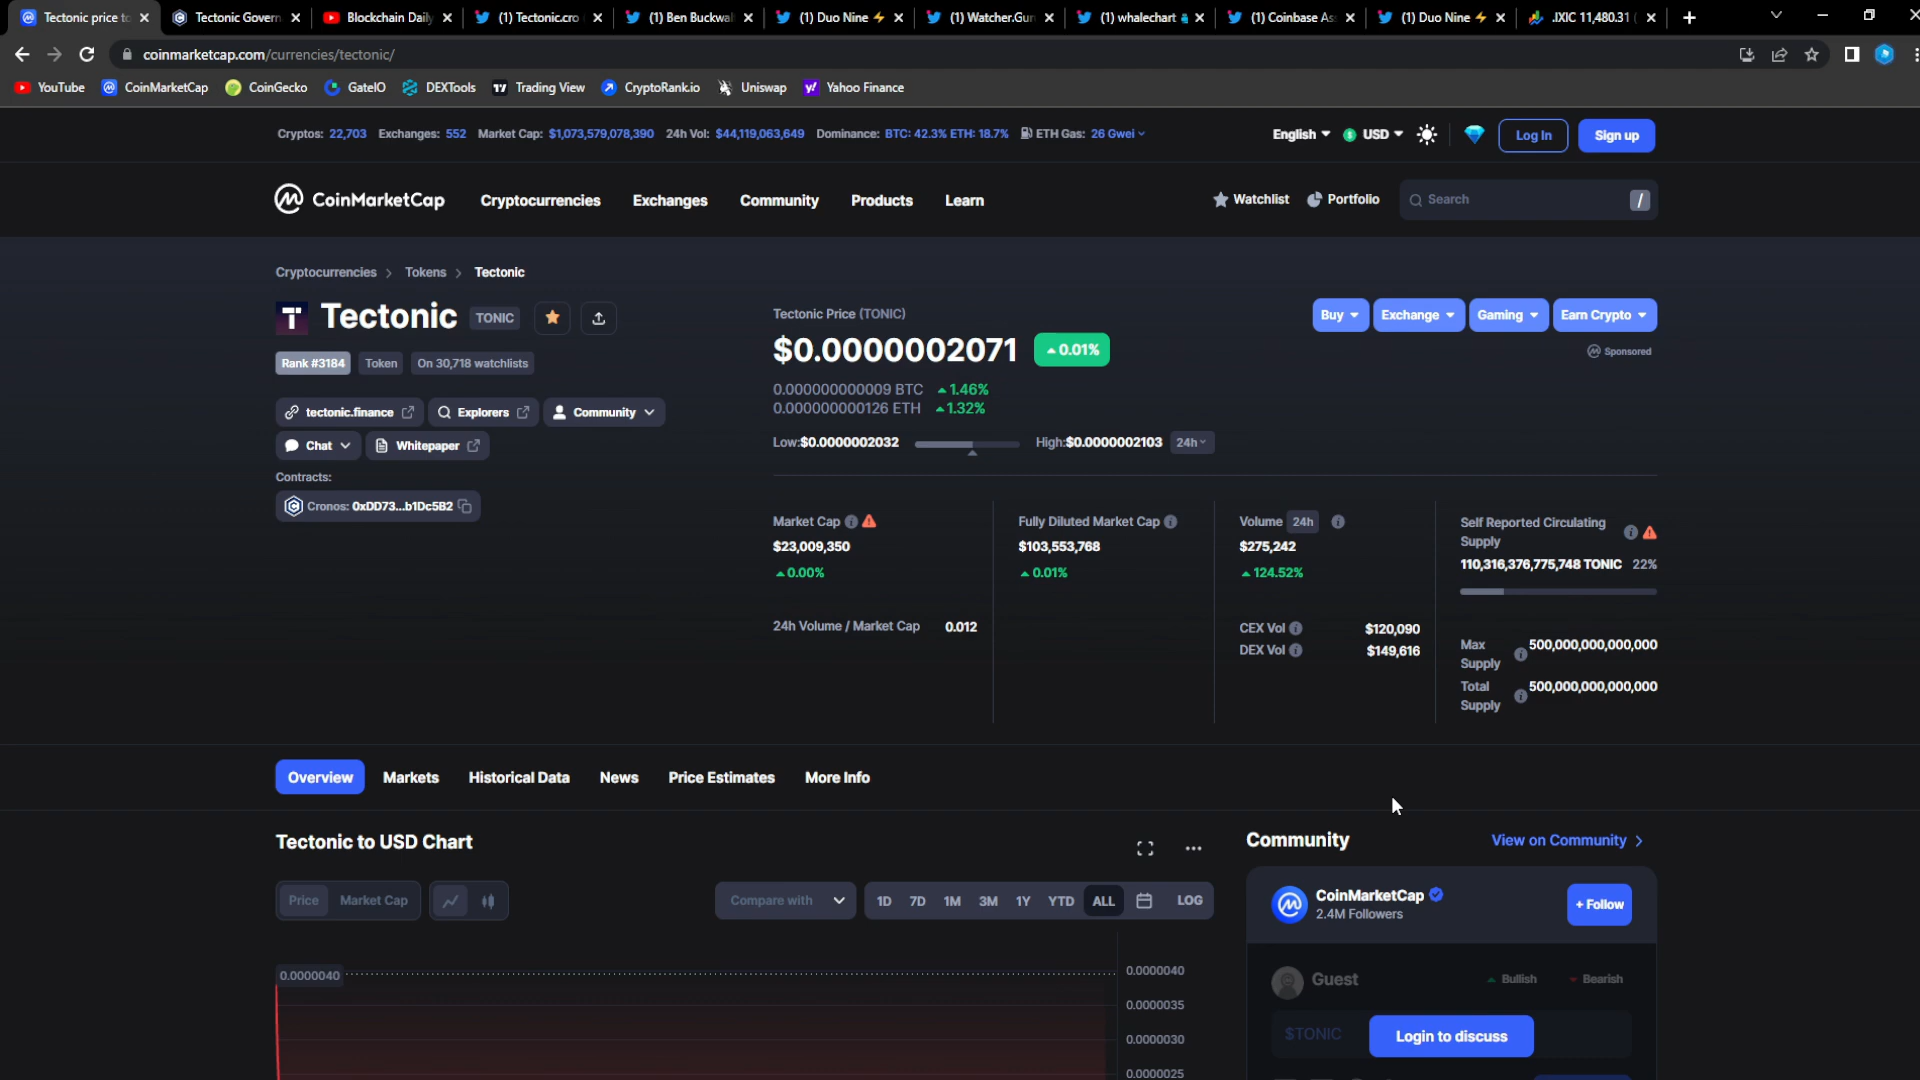 Tectonic price to
Tectonic Govern
Blockchain Daily
(1) Tectonic.cro
(1) Ben Buckwal
(1) Duo Nine ⚡
(1) Watcher.Gur
(1) whalechart
(1) Coinbase As
(1) Duo Nine ⚡
.IXIC 11,480.31 (
coinmarketcap.com/currencies/tectonic/
YouTube
CoinMarketCap
CoinGecko
GateIO
DEXTools
Trading View
CryptoRank.io
Uniswap
Yahoo Finance
Cryptos: 22,703 Exchanges: 552 Market Cap: $1,073,579,078,390 24h Vol: $44,119,063,649 Dominance: BTC: 42.3% ETH: 18.7% ETH Gas: 26 Gwei
English
USD
Log In
Sign up
CoinMarketCap
Cryptocurrencies
Exchanges
Community
Products
Learn
Watchlist
Portfolio
Search
/
Cryptocurrencies > Tokens > Tectonic
Tectonic TONIC
Rank #3184
Token
On 30,718 watchlists
tectonic.finance
Explorers
Community
Chat
Whitepaper
Contracts:
Cronos: 0xDD73...b1Dc5B2
Tectonic Price (TONIC)
$0.0000002071 0.01%
0.000000000009 BTC 1.46%
0.000000000126 ETH 1.32%
Low:$0.0000002032
High:$0.0000002103 24h
Buy
Exchange
Gaming
Earn Crypto
Sponsored
Market Cap
$23,009,350
0.00%
24h Volume / Market Cap 0.012
Fully Diluted Market Cap
$103,553,768
0.01%
Volume 24h
$275,242
124.52%
CEX Vol $120,090
DEX Vol $149,616
Self Reported Circulating
Supply
110,316,376,775,748 TONIC 22%
Max
Supply
500,000,000,000,000
Total
Supply
500,000,000,000,000
Overview
Markets
Historical Data
News
Price Estimates
More Info
Tectonic to USD Chart
Price
Market Cap
Compare with
1D
7D
1M
3M
1Y
YTD
ALL
LOG
0.0000040
0.0000040
0.0000035
0.0000030
0.0000025
Community
View on Community >
CoinMarketCap
2.4M Followers
+ Follow
Guest
Bullish
Bearish
$TONIC
Login to discuss